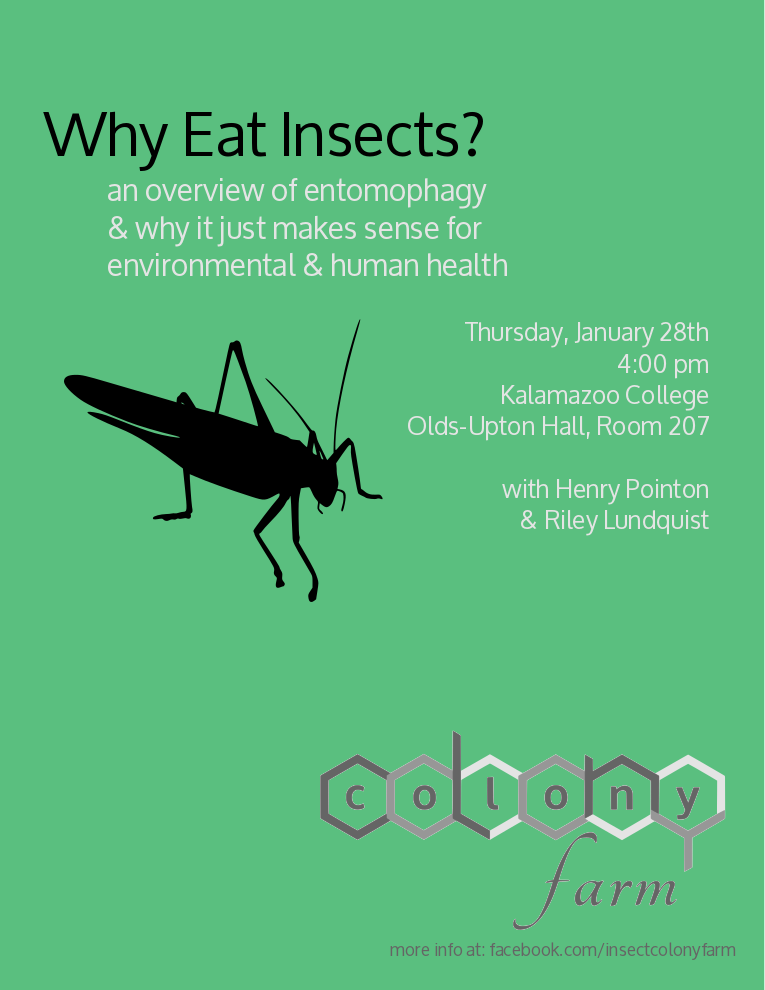 Why Eat Insects?
an overview of entomophagy
& why it just makes sense for
environmental & human health
Thursday, January 28th
4:00 pm
Kalamazoo College
Olds-Upton Hall, Room 207
with Henry Pointon
& Riley Lundquist
colony
farm
more info at: facebook.com/insectcolonyfarm